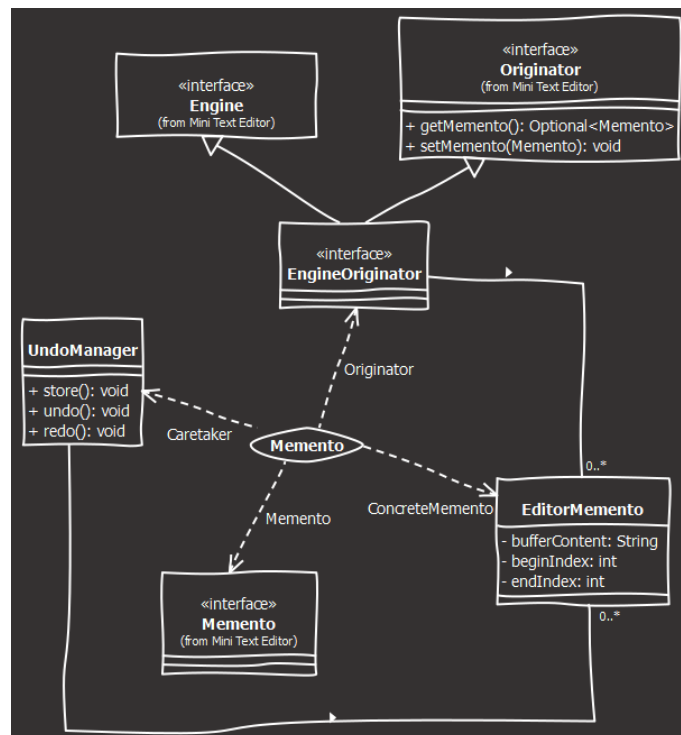 «interface»
Engine
(from Mini Text Editor)
«interface»
Originator
(from Mini Text Editor)
+ getMemento(): Optional<Memento>
+ setMemento(Memento): void
«interface»
EngineOriginator
UndoManager
+ store(): void
+ undo(): void
+ redo(): void
Originator
Caretaker
Memento
ConcreteMemento
Memento
0..*
EditorMemento
- bufferContent: String
- beginIndex: int
- endIndex: int
0..*
«interface»
Memento
(from Mini Text Editor)